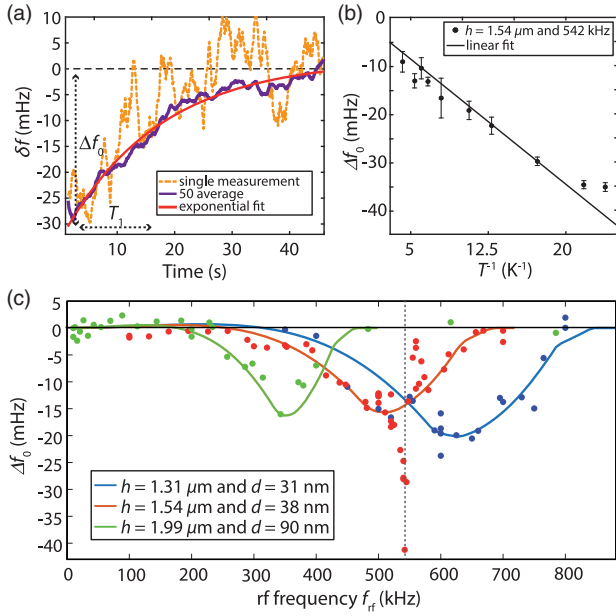 (a)
10
5
0
-5
-10
-15
-20
-25
-30
δf (mHz)
Δf0
T1
single measurement
50 average
exponential fit
10 20 30 40
Time (s)
(b)
h = 1.54 μm and 542 kHz
linear fit
0
-10
-20
-30
-40
Δf0 (mHz)
5 12.5 20
T-1 (K-1)
(c)
5
0
-5
-10
-15
-20
-25
-30
-35
-40
Δf0 (mHz)
h = 1.31 μm and d = 31 nm
h = 1.54 μm and d = 38 nm
h = 1.99 μm and d = 90 nm
0 100 200 300 400 500 600 700 800
rf frequency frf (kHz)